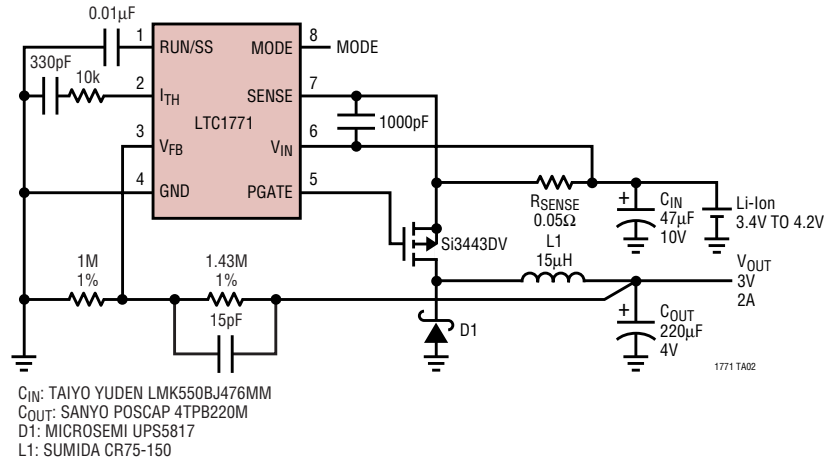 0.01µF
1
RUN/SS
MODE
8
MODE
330pF
10k
2
ITH
SENSE
7
LTC1771
1000pF
3
VFB
VIN
6
4
GND
PGATE
5
RSENSE
0.05Ω
+
CIN
47µF
10V
Li-Ion
3.4V TO 4.2V
Si3443DV
L1
15µH
1M
1%
1.43M
1%
15pF
D1
VOUT
3V
2A
+
COUT
220µF
4V
1771 TA02
CIN: TAIYO YUDEN LMK550BJ476MM
COUT: SANYO POSCAP 4TPB220M
D1: MICROSEMI UPS5817
L1: SUMIDA CR75-150